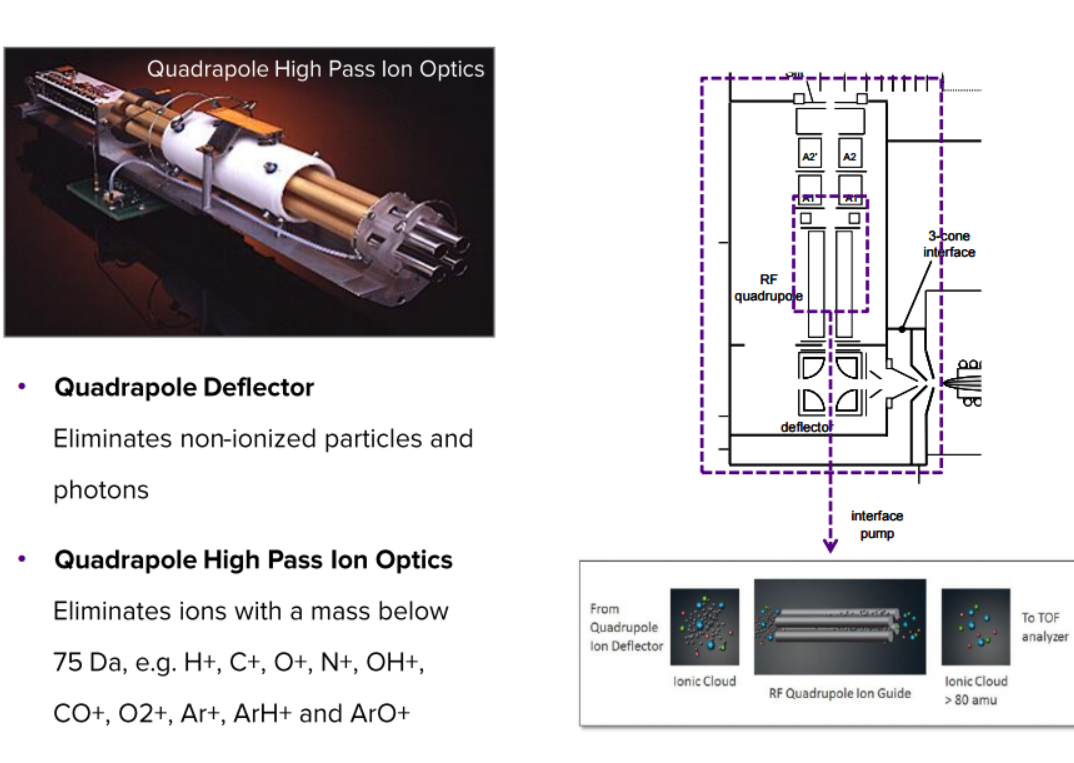 Quadrapole High Pass Ion Optics
• Quadrapole Deflector
Eliminates non-ionized particles and
photons
• Quadrapole High Pass Ion Optics
Eliminates ions with a mass below
75 Da, e.g. H+, C+, O+, N+, OH+,
CO+, O2+, Ar+, ArH+ and ArO+
A2' A2
A1' A1
3-cone
interface
RF
quadrupole
deflector
interface
pump
From
Quadrupole
Ion Deflector
Ionic Cloud
RF Quadrupole Ion Guide
Ionic Cloud
> 80 amu
To TOF
analyzer